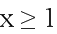 x ≥ 1